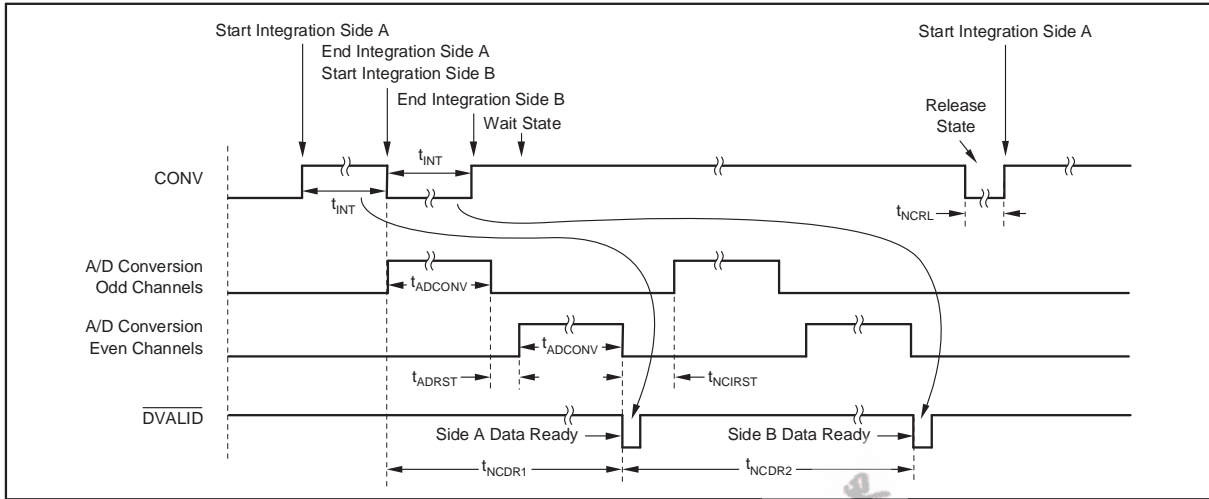 Start Integration Side A
Start Integration Side A
End Integration Side A
Start Integration Side B
End Integration Side B
Wait State
Release
State
CONV
tINT
tINT
tNCRL
A/D Conversion
Odd Channels
tADCONV
A/D Conversion
Even Channels
tADCONV
tADRST
tNCIRST
DVALID
Side A Data Ready
Side B Data Ready
tNCDR1
tNCDR2